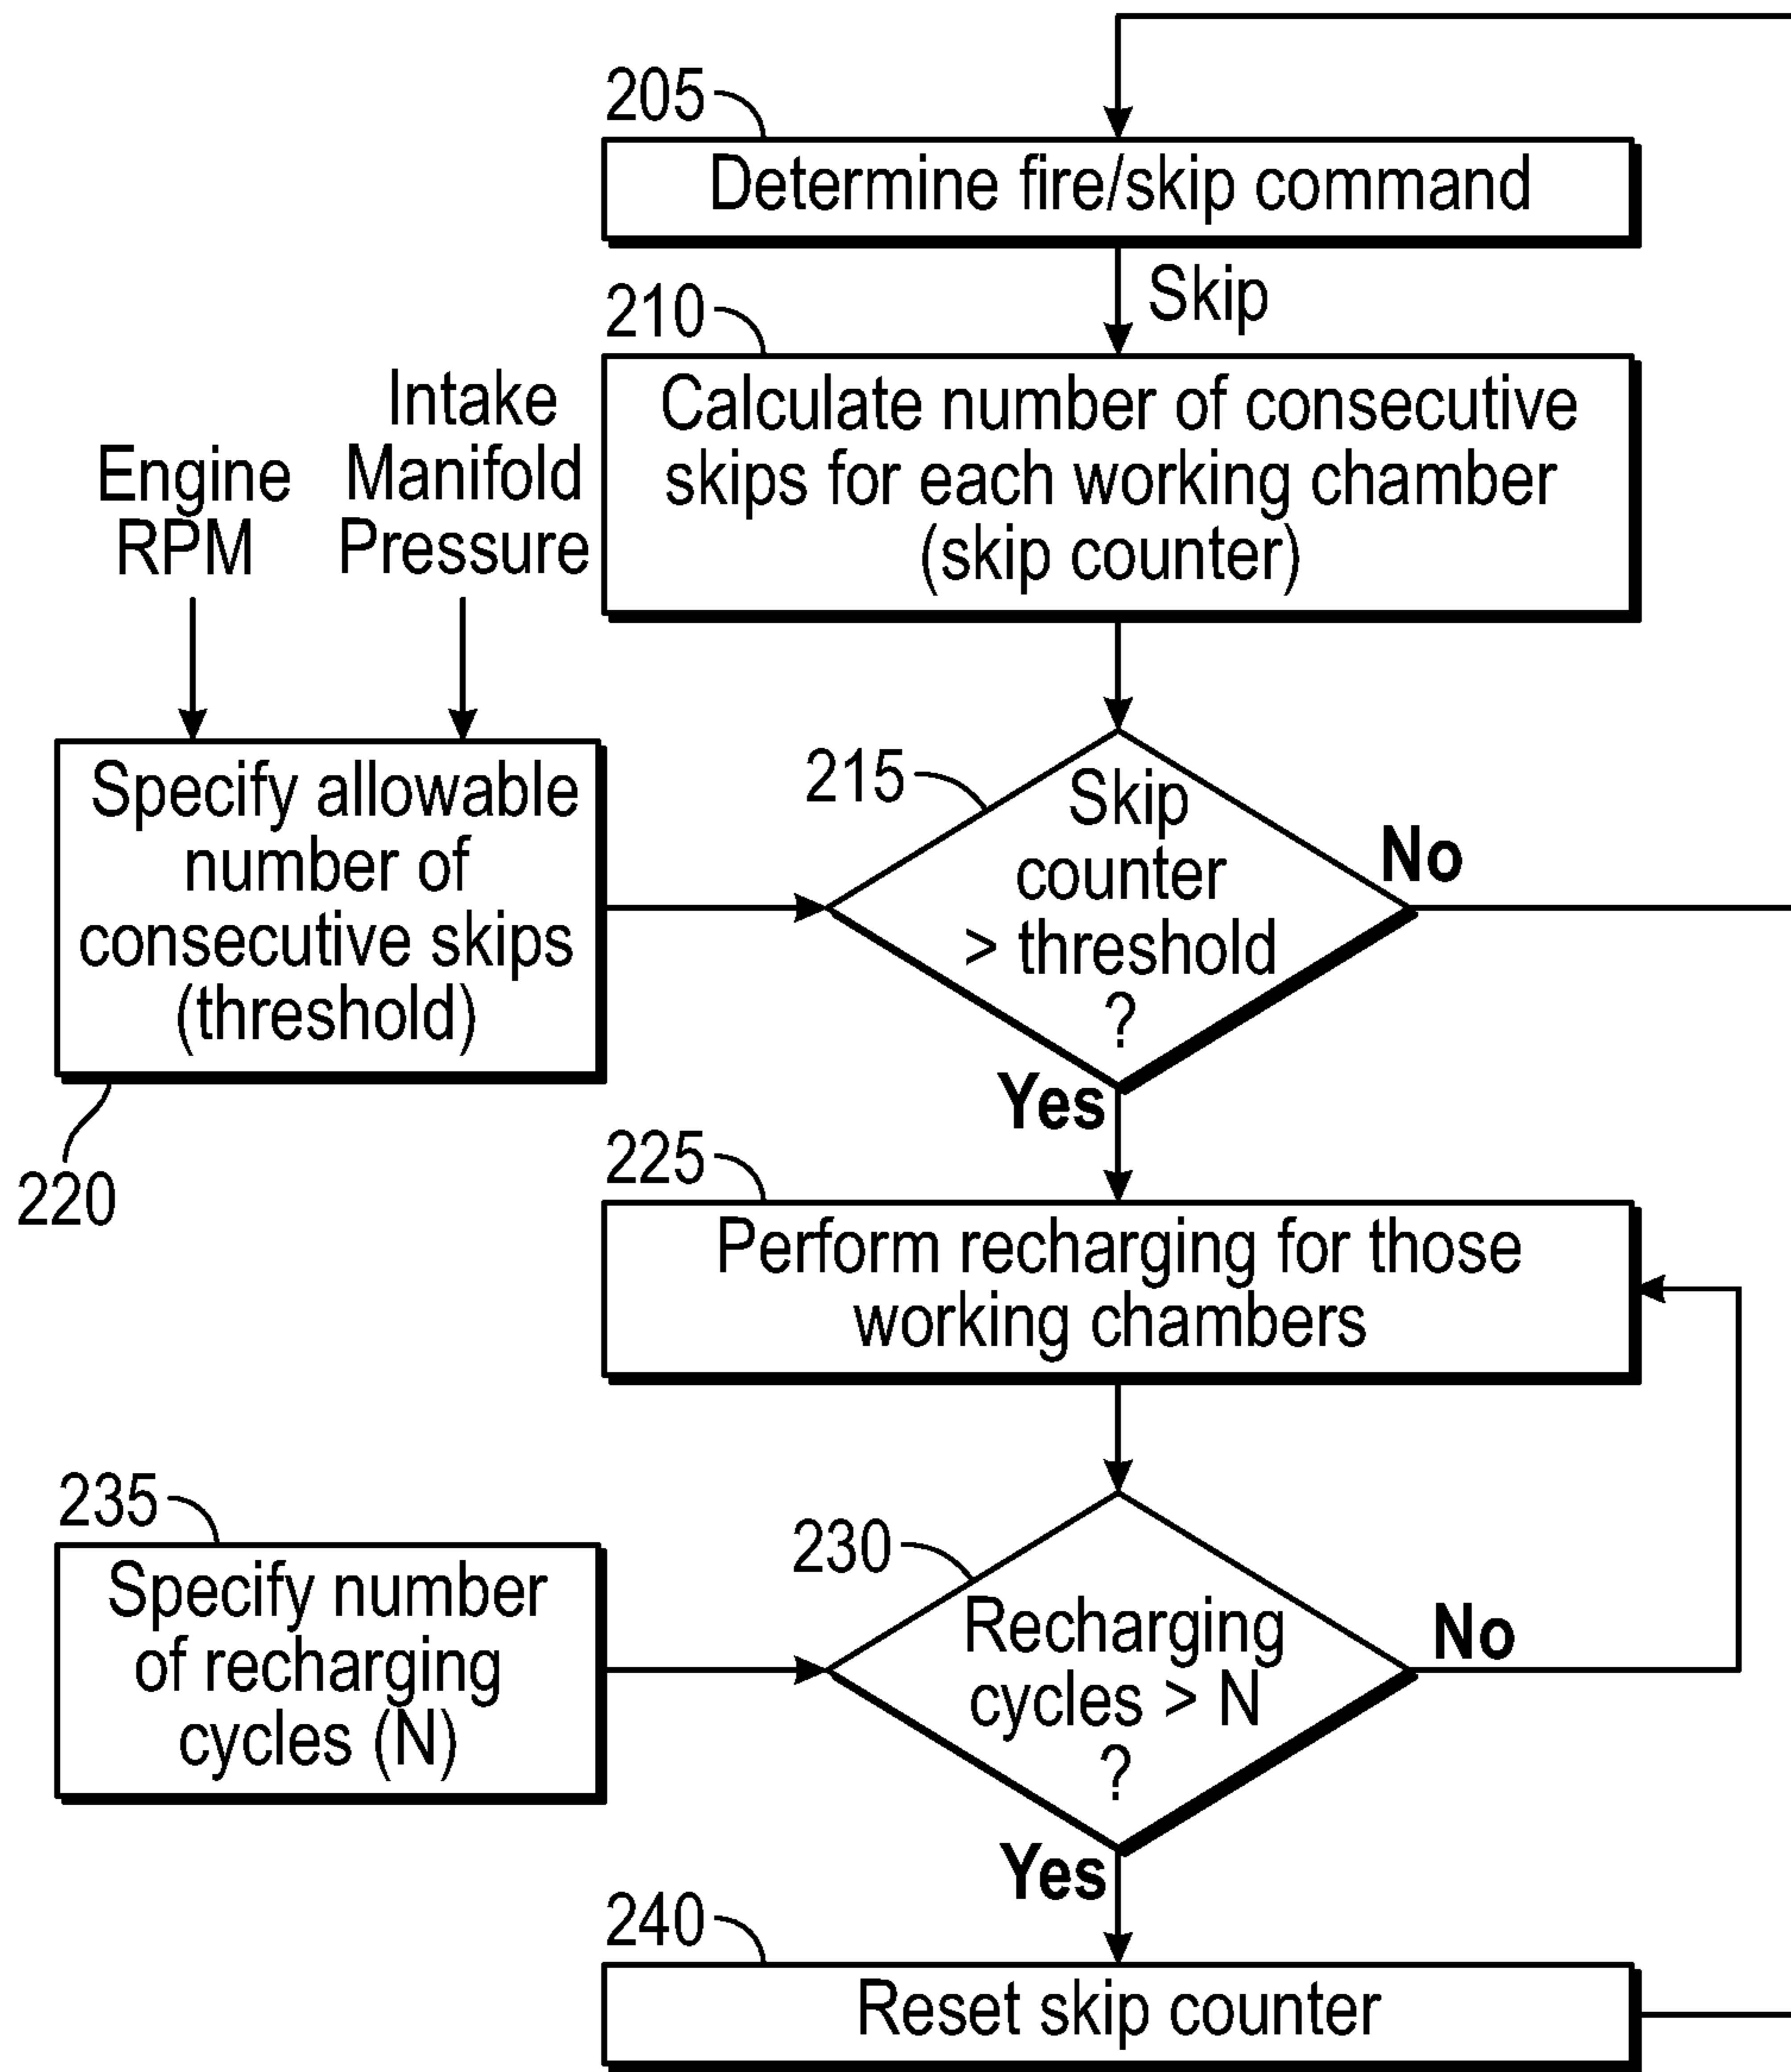 205
Determine fire/skip command
Skip
210
Calculate number of consecutive
skips for each working chamber
(skip counter)
Engine
RPM
Intake
Manifold
Pressure
Specify allowable
number of
consecutive skips
(threshold)
220
215
Skip
counter
> threshold
?
No
Yes
225
Perform recharging for those
working chambers
235
Specify number
of recharging
cycles (N)
230
Recharging
cycles > N
?
No
Yes
240
Reset skip counter